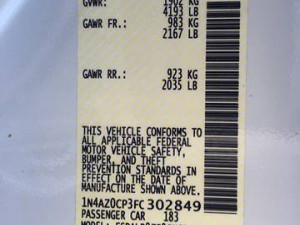 GVWR: 1902 KG
4193 LB
GAWR FR.: 983 KG
2167 LB
GAWR RR.: 923 KG
2035 LB
THIS VEHICLE CONFORMS TO
ALL APPLICABLE FEDERAL
MOTOR VEHICLE SAFETY,
BUMPER, AND THEFT
PREVENTION STANDARDS IN
EFFECT ON THE DATE OF
MANUFACTURE SHOWN ABOVE.
1N4AZ0CP3FC302849
PASSENGER CAR 183